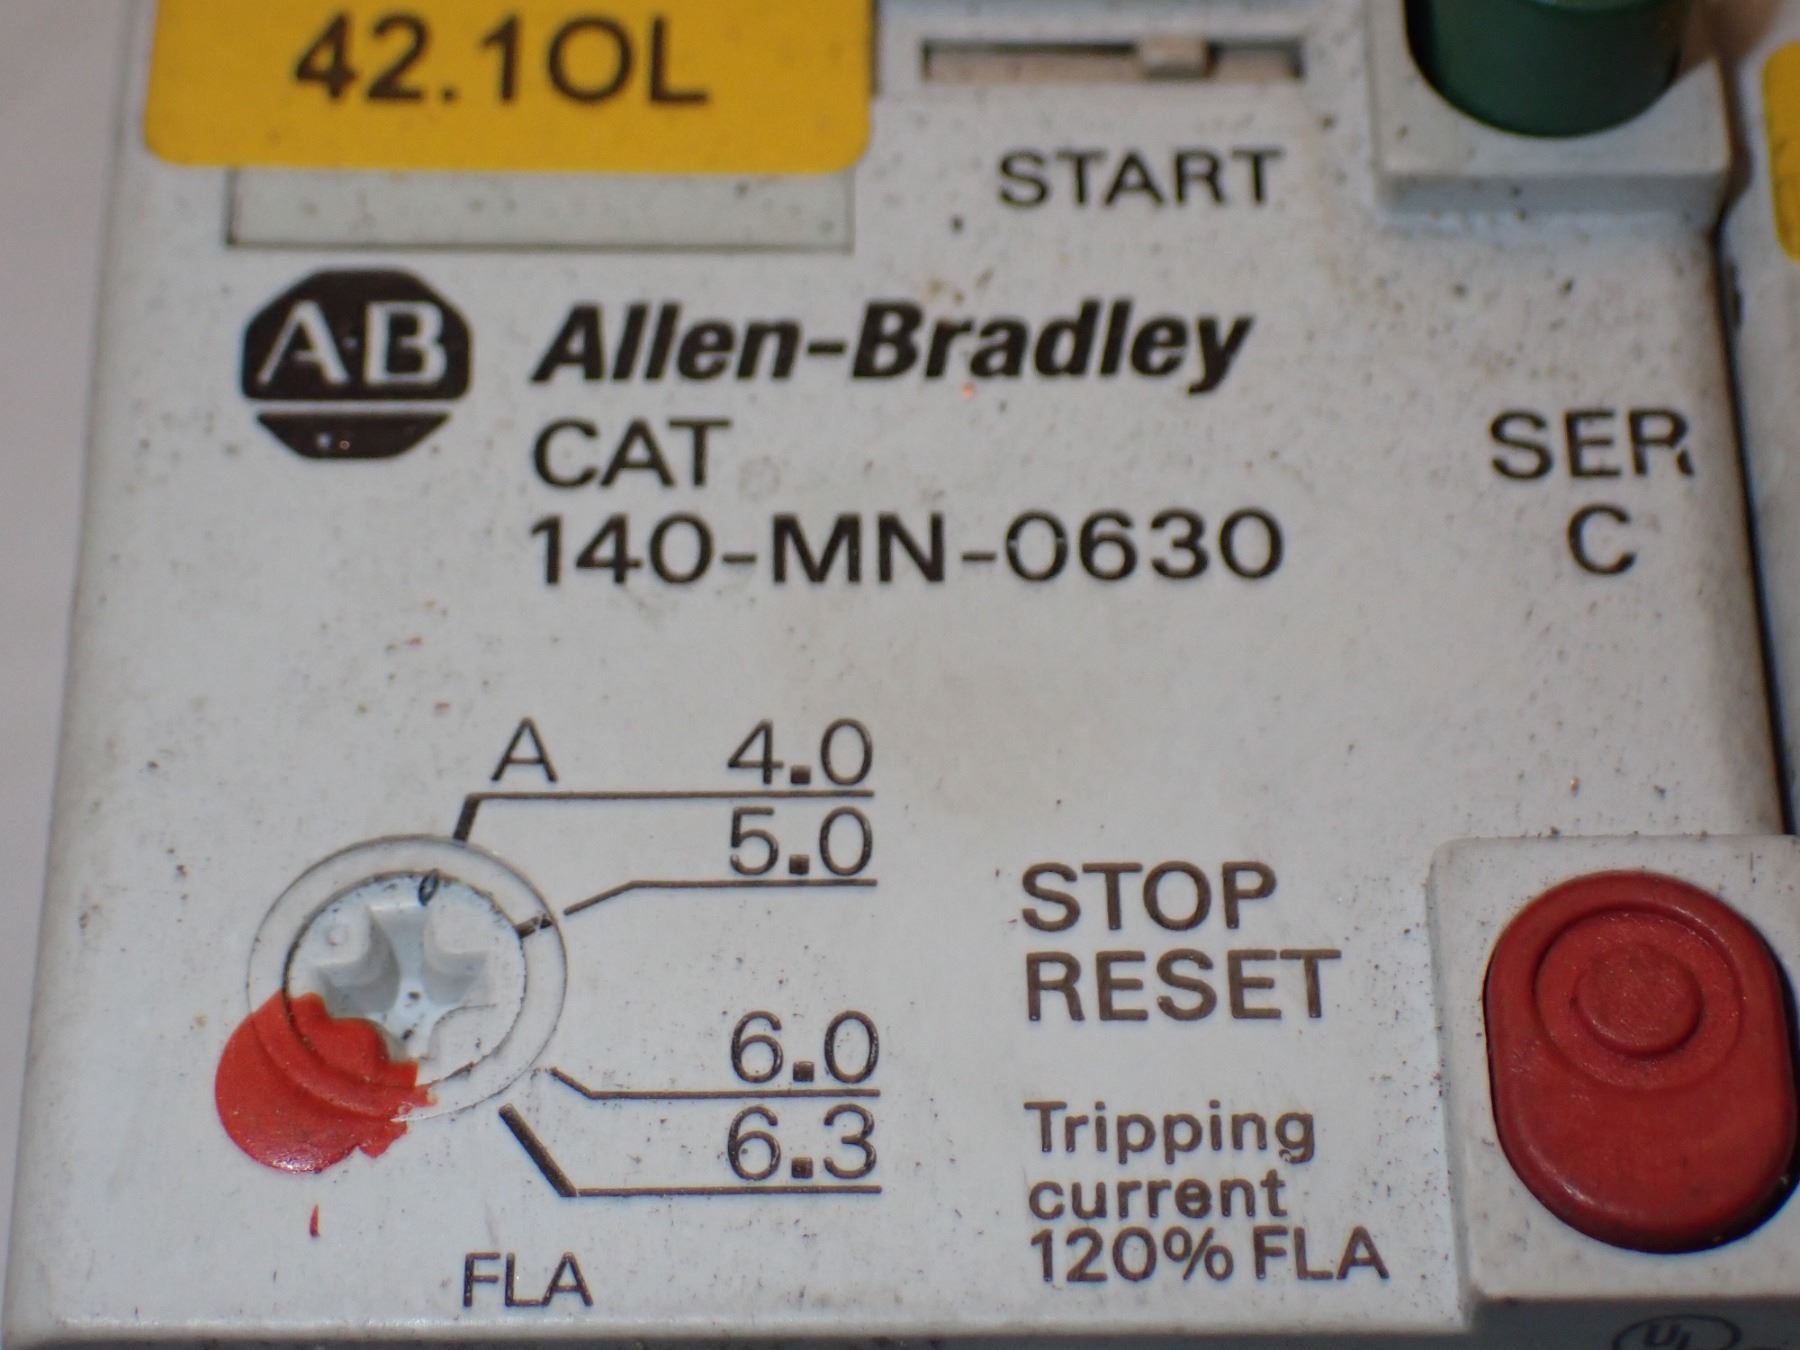 42.1OL
START
A-B Allen-Bradley
CAT
140-MN-0630
SER
C
A 4.0
5.0
6.0
6.3
FLA
STOP
RESET
Tripping
current
120% FLA
UL